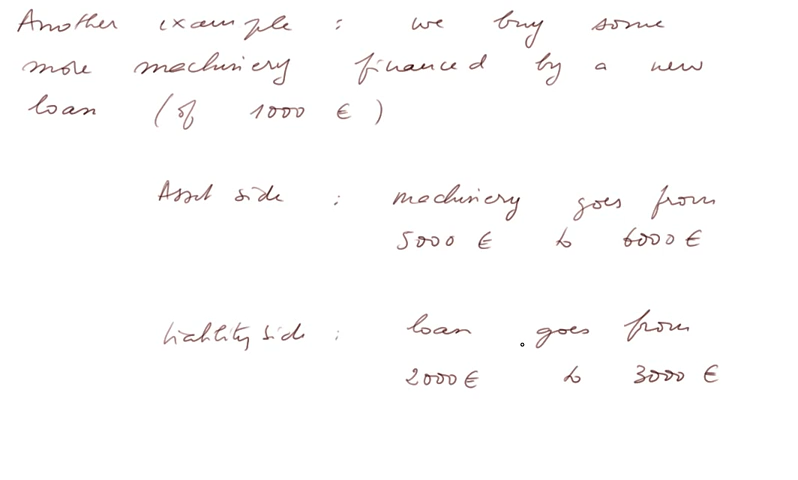 Another example : we buy some
more machinery financed by a new
loan (of 1000 €)
Asset side : machinery goes from
5000 € to 6000 €
Liability side : loan goes from
2000 € to 3000 €